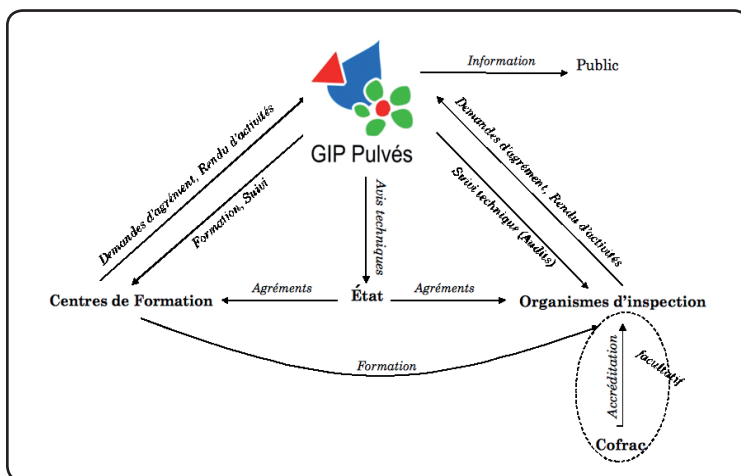 Information
Public
GIP Pulvés
Demandes d'agrément, Rendu d'activités
Formation, Suivi
Avis techniques
Suivi technique (Audits)
Demandes d'agrément, Rendu d'activités
Centres de Formation
Agréments
État
Agréments
Organismes d'inspection
Formation
Accréditation
facultatif
Cofrac